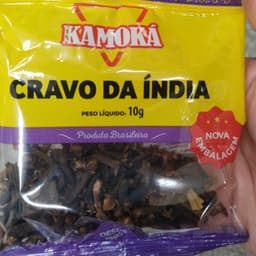 KAMORÁ
CRAVO DA ÍNDIA
PESO LÍQUIDO: 10g
Produto Brasileiro
NOVA
EMBALAGEM